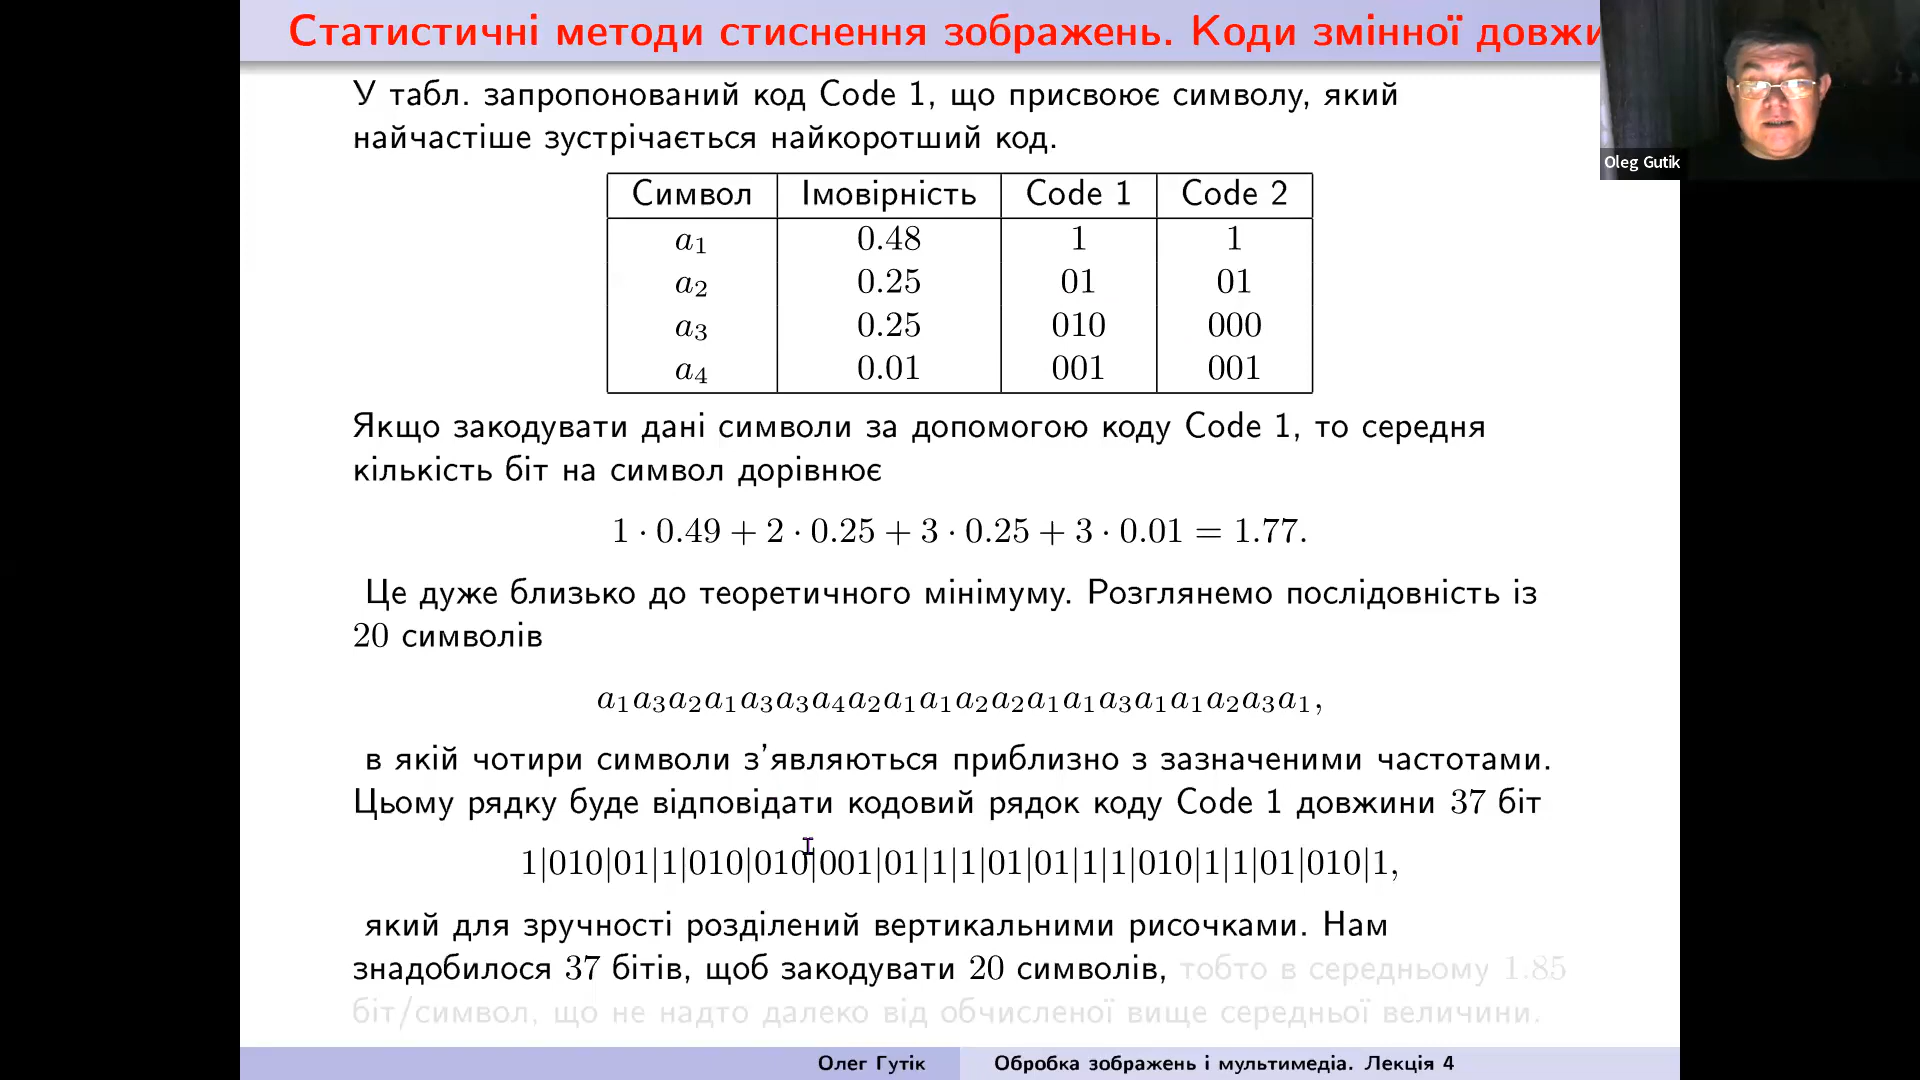 Статистичні методи стиснення зображень. Коди змінної довжи
Oleg Gutik
У табл. запропонований код Code 1, що присвоює символу, який
найчастіше зустрічається найкоротший код.
Символ Імовірність Code 1 Code 2
a₁ 0.48 1 1
a₂ 0.25 01 01
a₃ 0.25 010 000
a₄ 0.01 001 001
Якщо закодувати дані символи за допомогою коду Code 1, то середня
кількість біт на символ дорівнює
1 · 0.49 + 2 · 0.25 + 3 · 0.25 + 3 · 0.01 = 1.77.
Це дуже близько до теоретичного мінімуму. Розглянемо послідовність із
20 символів
a₁a₃a₂a₁a₃a₃a₄a₂a₁a₁a₂a₂a₁a₁a₃a₁a₁a₂a₃a₁,
в якій чотири символи з'являються приблизно з зазначеними частотами.
Цьому рядку буде відповідати кодовий рядок коду Code 1 довжини 37 біт
1|010|01|1|010|010|001|01|1|1|01|01|1|1|010|1|1|01|010|1,
який для зручності розділений вертикальними рисочками. Нам
знадобилося 37 бітів, щоб закодувати 20 символів, тобто в середньому 1.85
біт/символ, що не надто далеко від обчисленої вище середньої величини.
Олег Гутік Обробка зображень і мультимедіа. Лекція 4